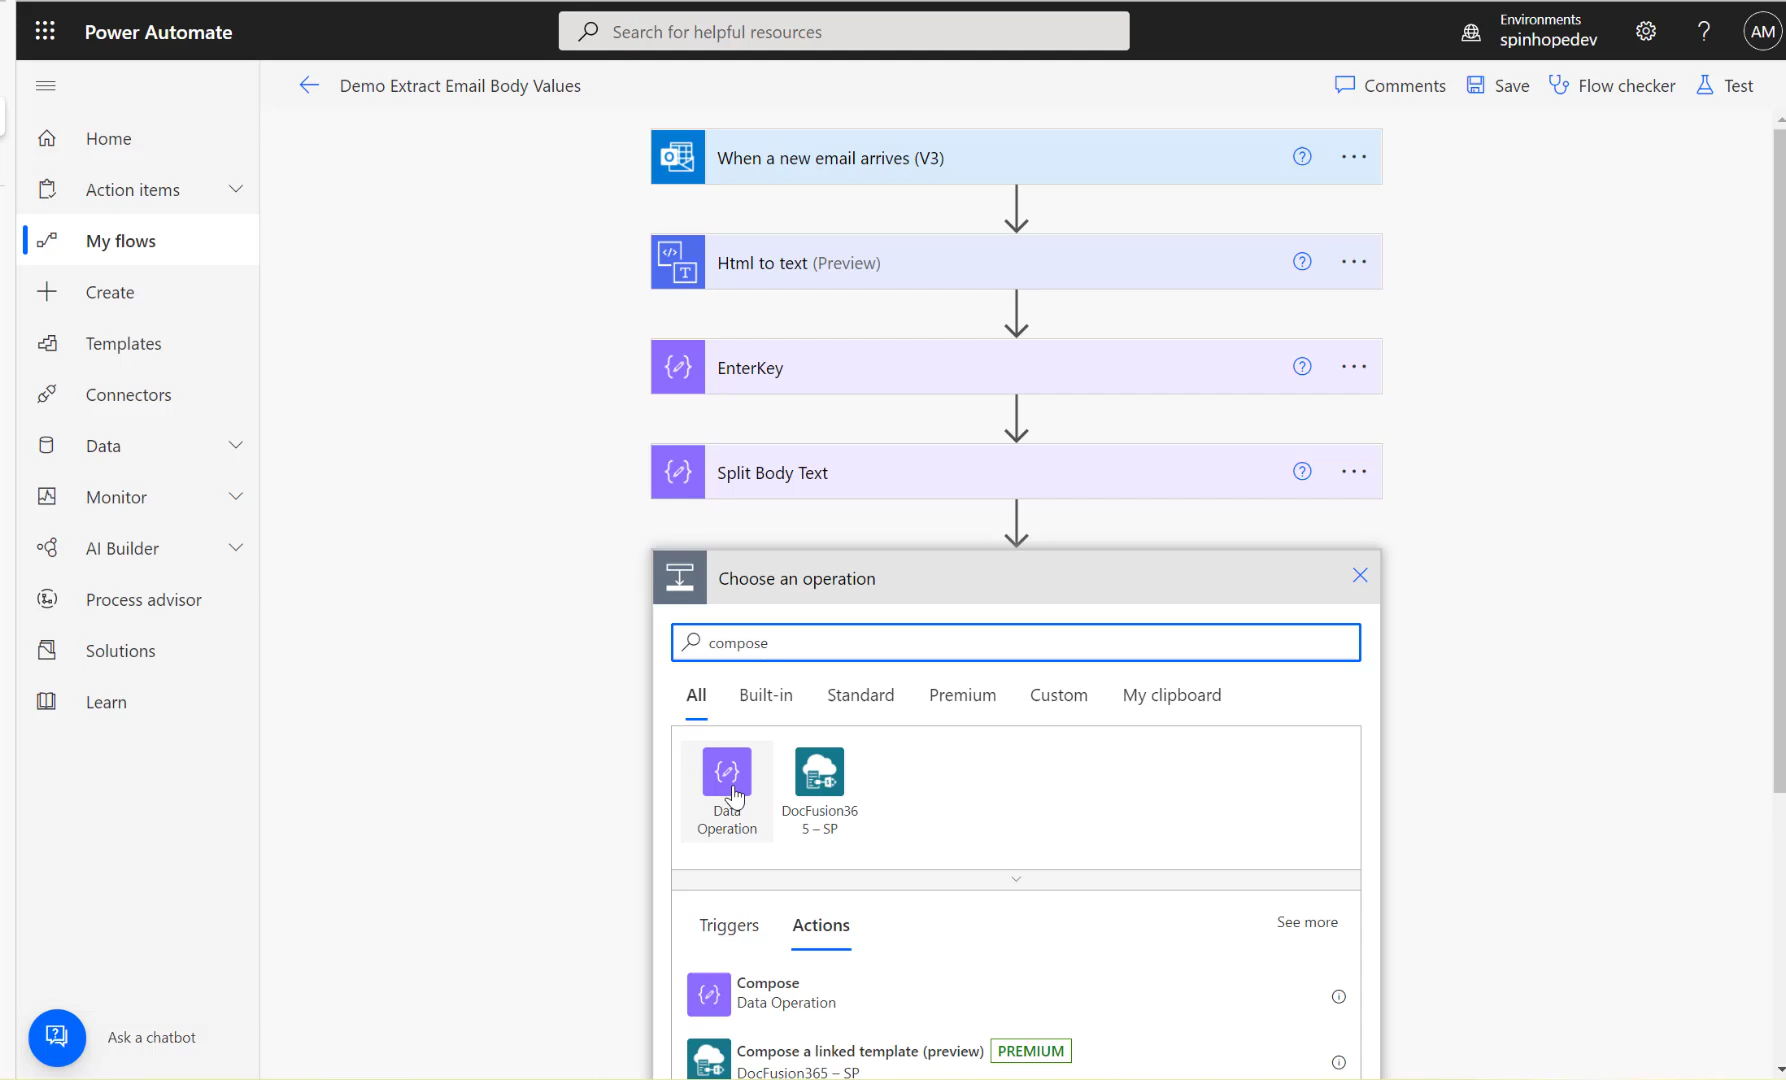 Power Automate
Search for helpful resources
Environments
spinhopedev
?
AM
Demo Extract Email Body Values
Comments
Save
Flow checker
Test
Home
Action items
My flows
Create
Templates
Connectors
Data
Monitor
AI Builder
Process advisor
Solutions
Learn
Ask a chatbot
When a new email arrives (V3)
Html to text (Preview)
EnterKey
Split Body Text
Choose an operation
compose
All
Built-in
Standard
Premium
Custom
My clipboard
Data
Operation
DocFusion36
5 – SP
Triggers
Actions
See more
Compose
Data Operation
Compose a linked template (preview) PREMIUM
DocFusion365 – SP